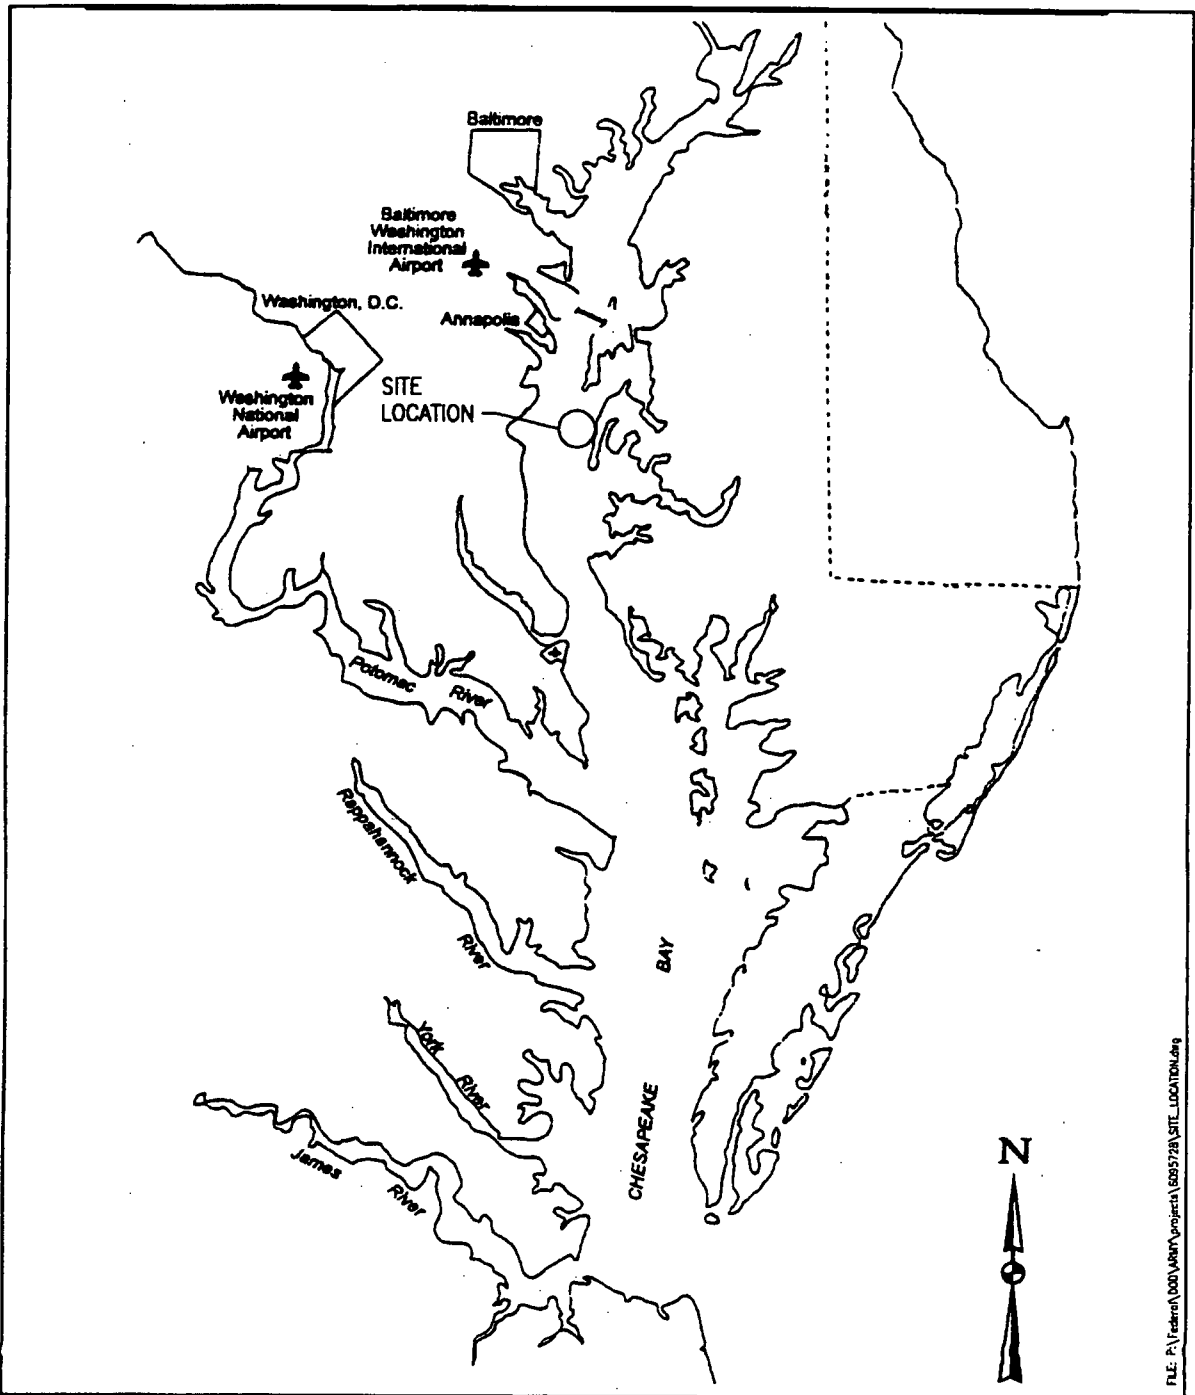 Baltimore
Baltimore
Washington
International
Airport
Washington, D.C.
Annapolis
SITE
LOCATION
Washington
National
Airport
Potomac River
Rappahannock
River
BAY
York
River
CHESAPEAKE
James
River
N
FILE: P:\Federal\DOD\ARMY\projects\6095728\SITE_LOCATION.dwg